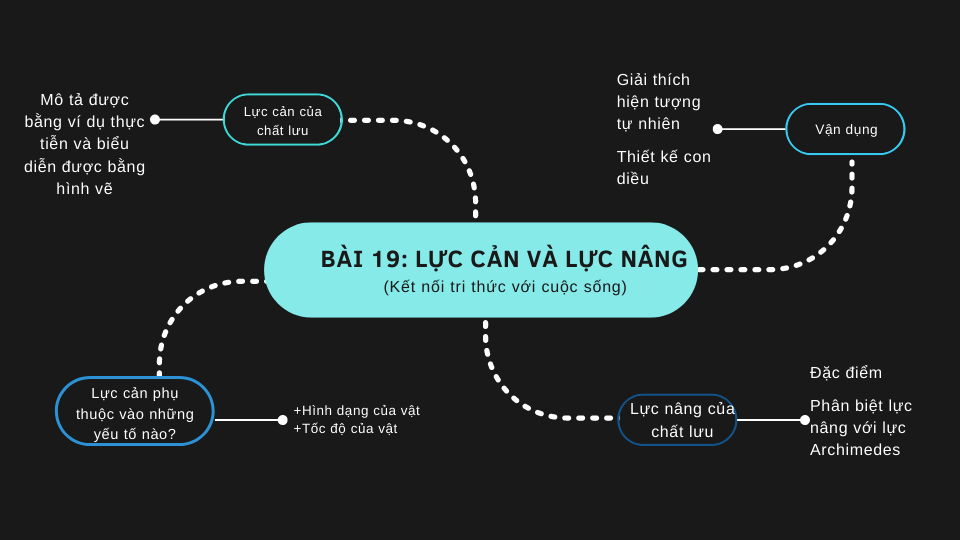 Mô tả được
bằng ví dụ thực
tiễn và biểu
diễn được bằng
hình vẽ
Lực cản của
chất lưu
Giải thích
hiện tượng
tự nhiên
Thiết kế con
diều
Vận dụng
BÀI 19: LỰC CẢN VÀ LỰC NÂNG
(Kết nối tri thức với cuộc sống)
Lực cản phụ
thuộc vào những
yếu tố nào?
+Hình dạng của vật
+Tốc độ của vật
Lực nâng của
chất lưu
Đặc điểm
Phân biệt lực
nâng với lực
Archimedes